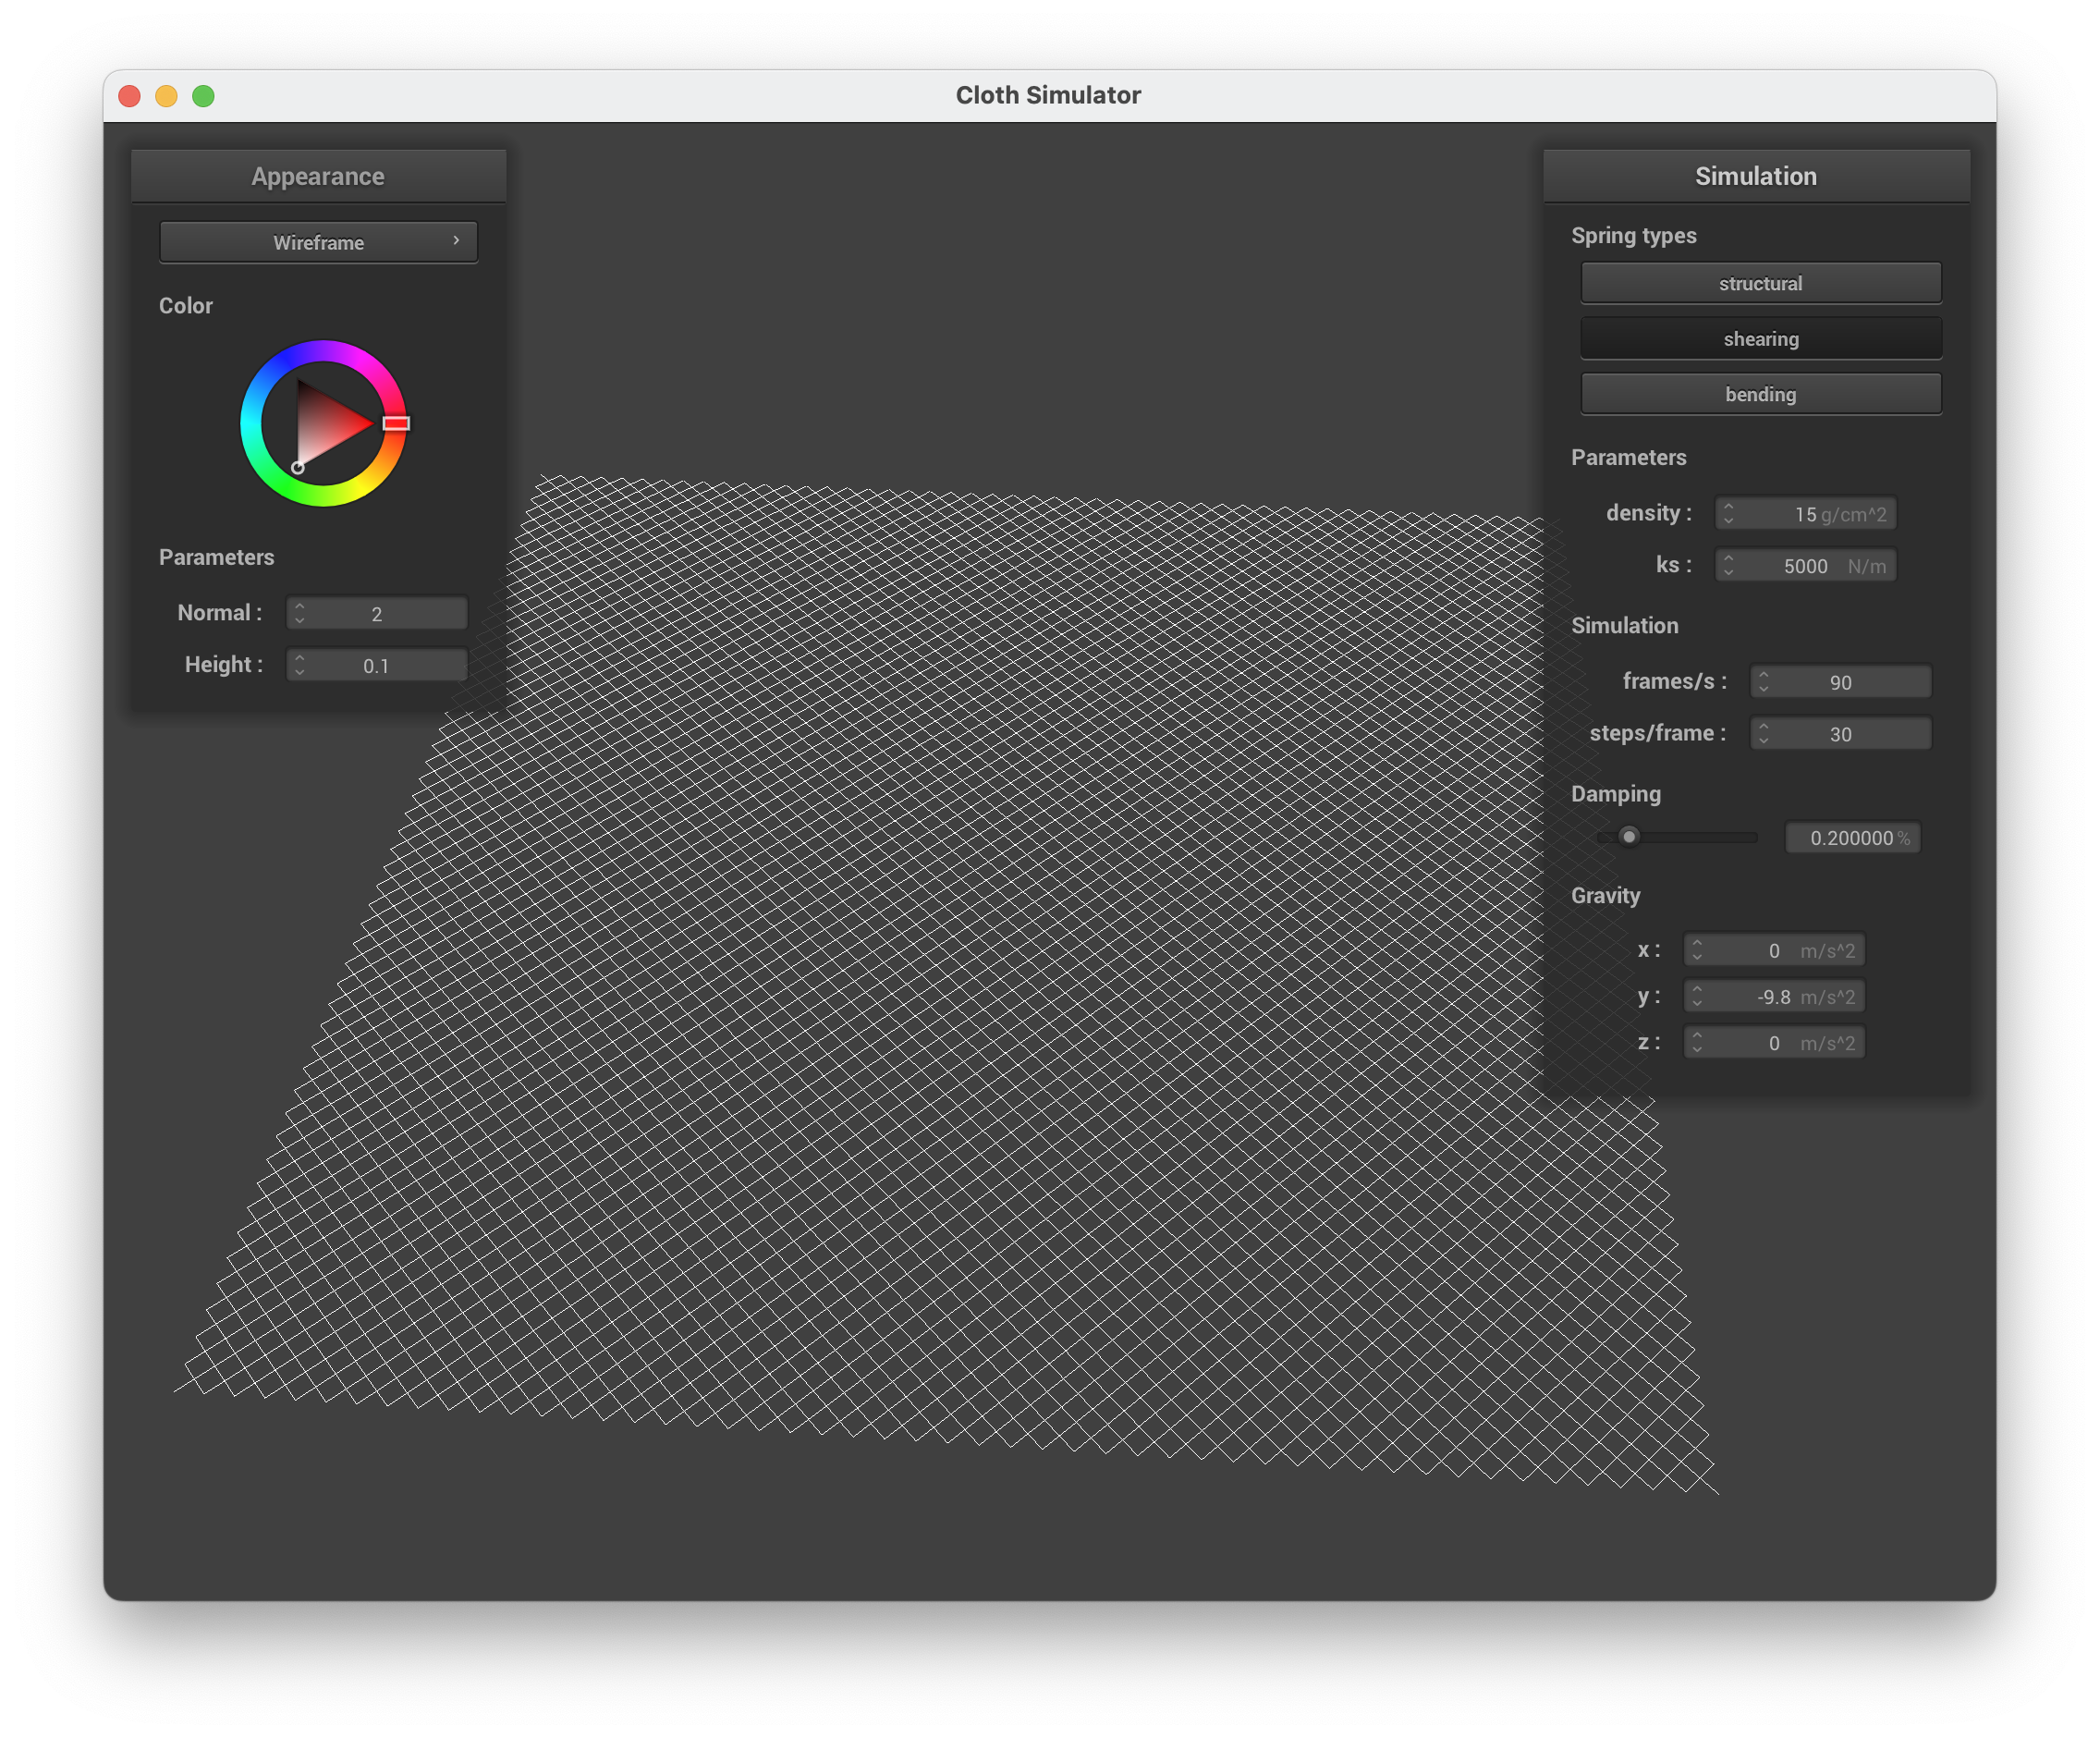 Cloth Simulator
Appearance
Wireframe
Color
Parameters
Normal : 2
Height : 0.1
Simulation
Spring types
structural
shearing
bending
Parameters
density : 15 g/cm^2
ks : 5000 N/m
Simulation
frames/s : 90
steps/frame : 30
Damping
0.200000 %
Gravity
x : 0 m/s^2
y : -9.8 m/s^2
z : 0 m/s^2